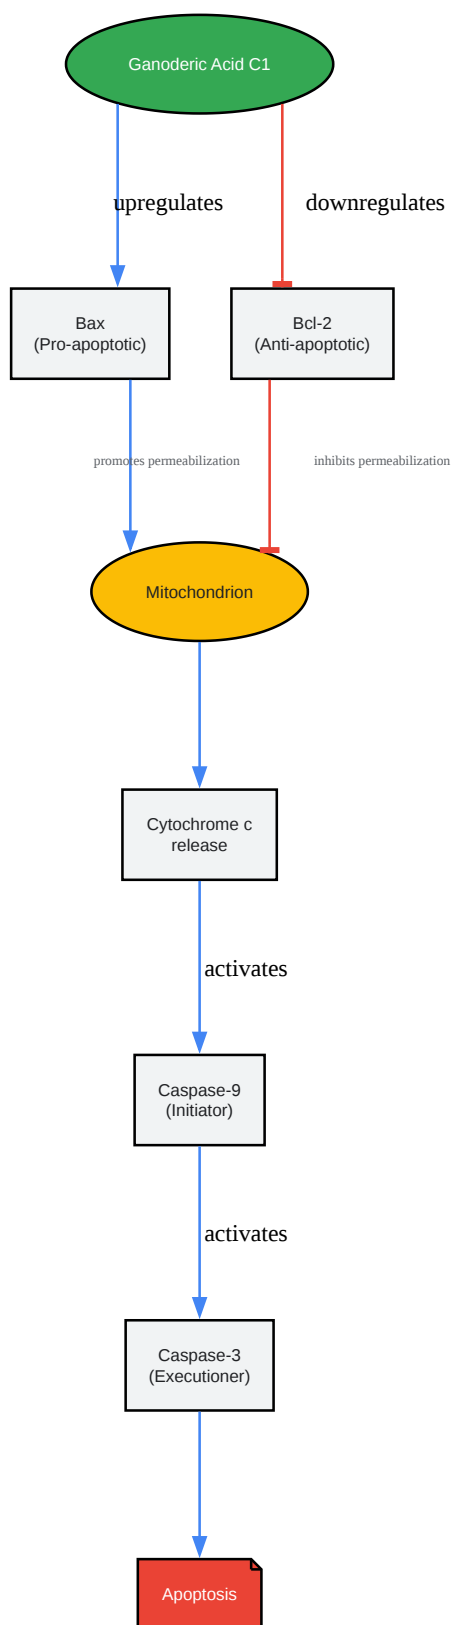 Ganoderic Acid C1
upregulates
downregulates
Bax
(Pro-apoptotic)
Bcl-2
(Anti-apoptotic)
promotes permeabilization
inhibits permeabilization
Mitochondrion
Cytochrome c
release
activates
Caspase-9
(Initiator)
activates
Caspase-3
(Executioner)
Apoptosis